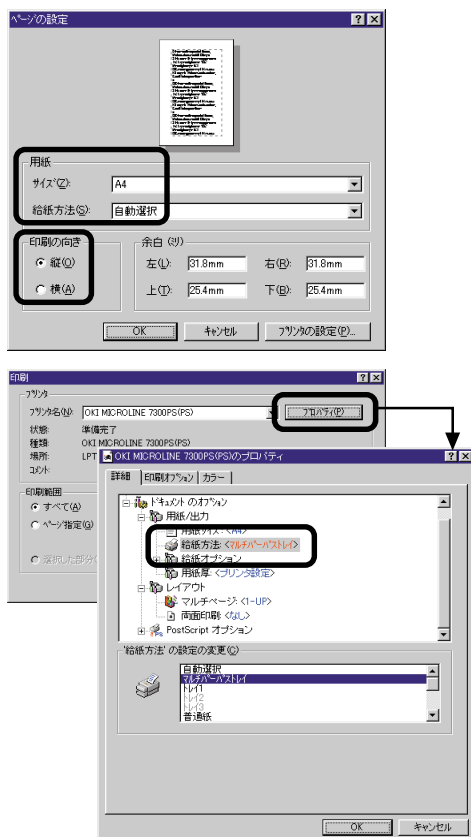 ページの設定
用紙
サイズ(Z): A4
給紙方法(S): 自動選択
印刷の向き
縦(O)
横(A)
余白 (ミリ)
左(L): 31.8mm 右(R): 31.8mm
上(T): 25.4mm 下(B): 25.4mm
OK キャンセル プリンタの設定(P)...
印刷
プリンタ
プリンタ名(N): OKI MICROLINE 7300PS(PS) プロパティ(P)
状態: 準備完了
種類: OKI MICROLINE 7300PS(PS)
場所: LPT
コメント:
印刷範囲
すべて(A)
ページ指定(G)
選択した部分(
OKI MICROLINE 7300PS(PS)のプロパティ
詳細 印刷オプション カラー
ドキュメント のオプション
用紙/出力
用紙サイズ: <A4>
給紙方法: <マルチパーパストレイ>
給紙オプション
用紙厚: <プリンタ設定>
レイアウト
マルチページ: <1-UP>
両面印刷: <なし>
PostScript オプション
'給紙方法' の設定の変更(C)
自動選択
マルチパーパストレイ
トレイ1
トレイ2
トレイ3
普通紙
OK キャンセル